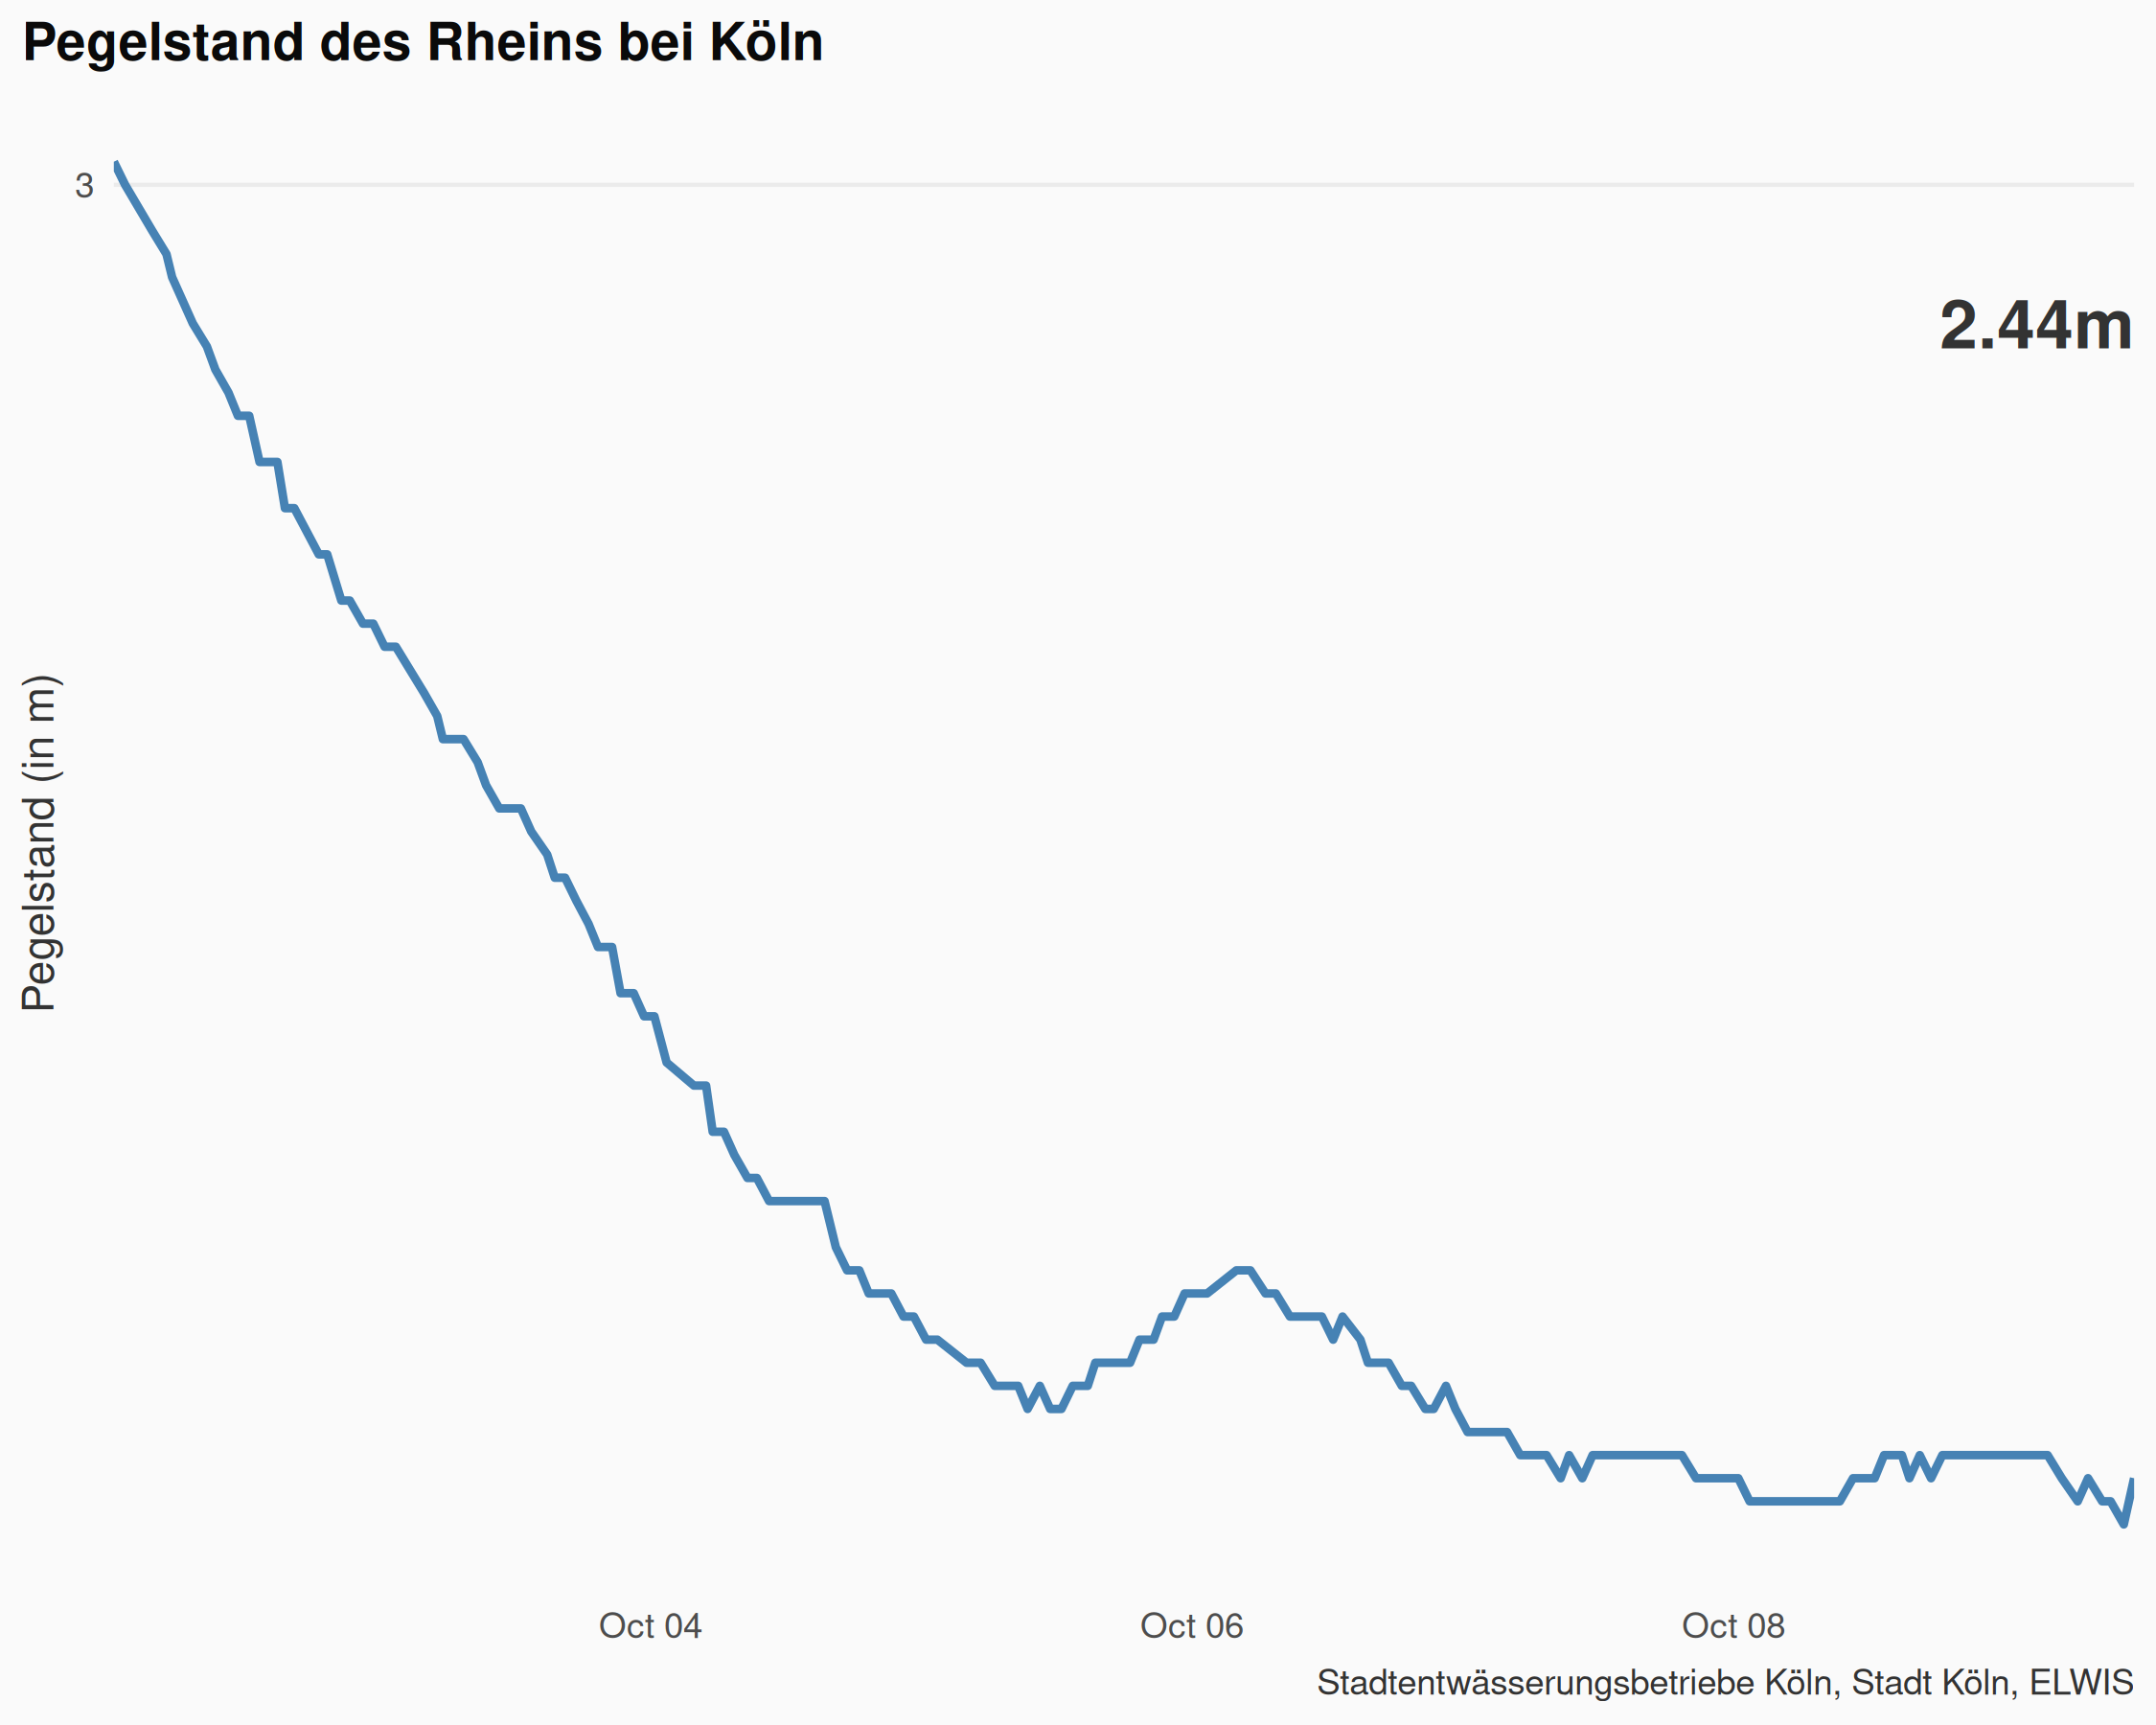 Pegelstand des Rheins bei Köln
3
2.44m
Pegelstand (in m)
Oct 04 Oct 06 Oct 08
Stadtentwässerungsbetriebe Köln, Stadt Köln, ELWIS